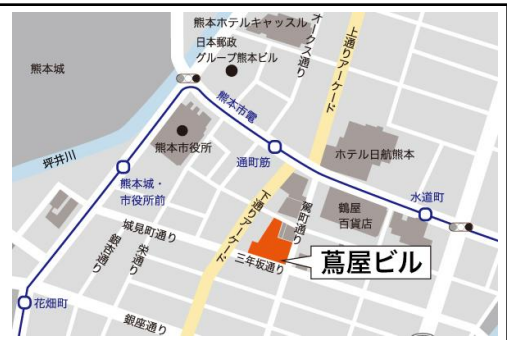 熊本ホテルキャッスル
日本郵政
グループ熊本ビル
オークス通り
上通りアーケード
熊本城
熊本市電
坪井川
熊本市役所
通町筋
ホテル日航熊本
熊本城・
市役所前
水道町
下通りアーケード
駕町通り
鶴屋
百貨店
城見町通り
栄通り
銀杏通り
三年坂通り
蔦屋ビル
花畑町
銀座通り